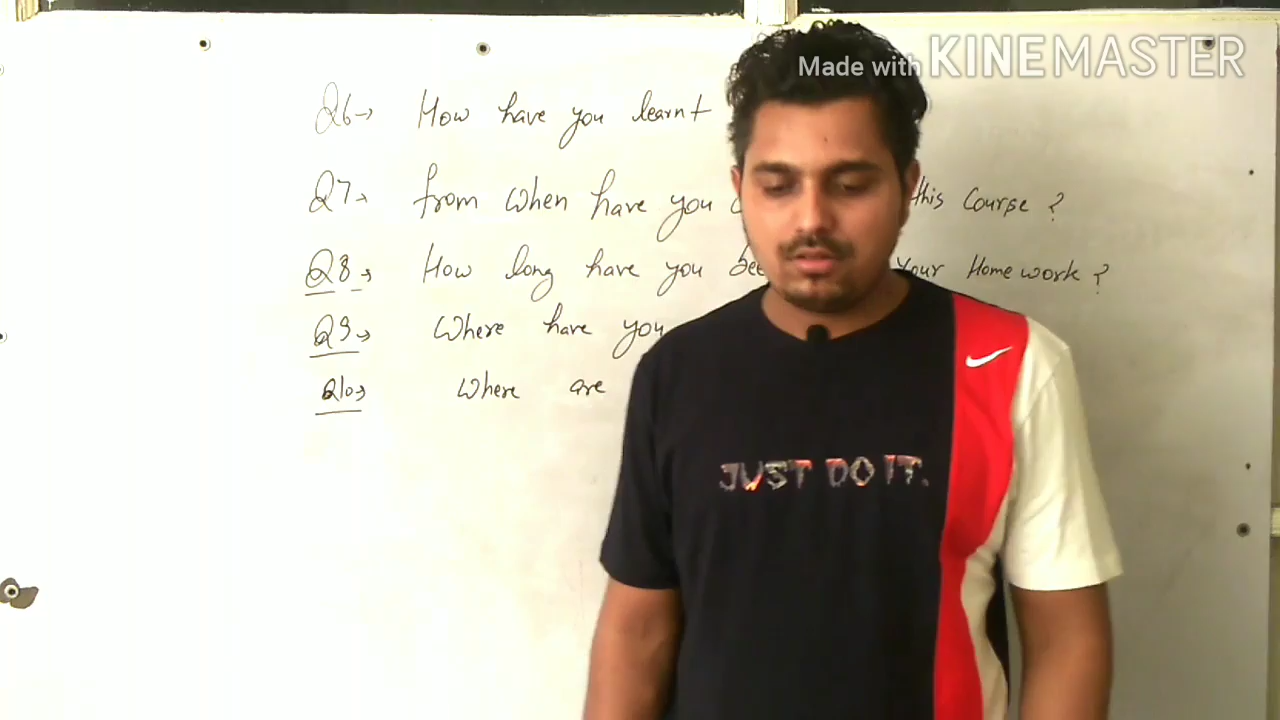 Made with KINEMASTER
Q6→ How have you learnt
Q7→ from when have you this Course ?
Q8→ How long have you your Home work ?
Q9→ Where have you
Q10→ Where are
JUST DO IT.